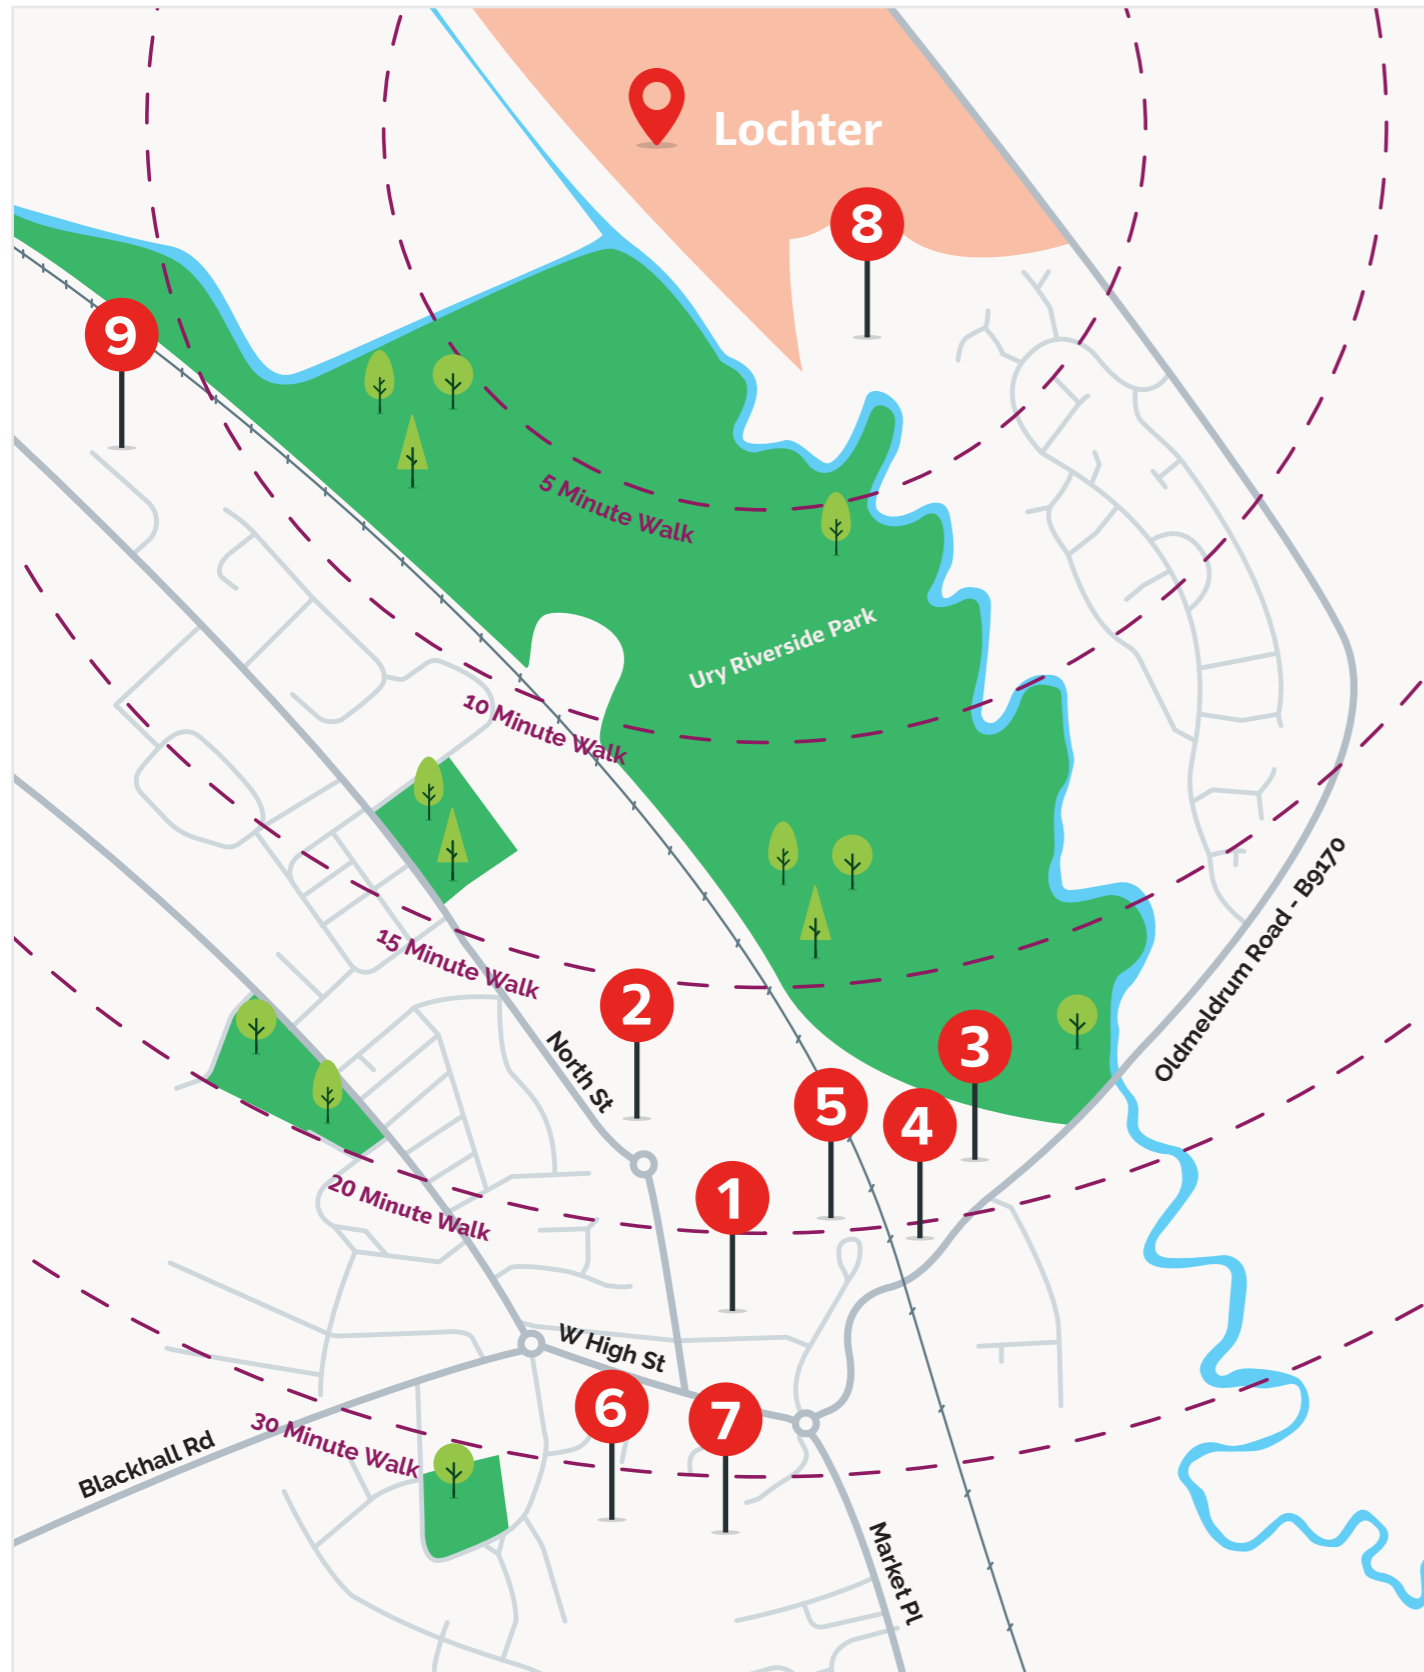 Lochter
8
9
5 Minute Walk
Ury Riverside Park
10 Minute Walk
Oldmeldrum Road - B9170
15 Minute Walk
2
North St
3
5
4
1
20 Minute Walk
W High St
6
7
30 Minute Walk
Blackhall Rd
Market Pl